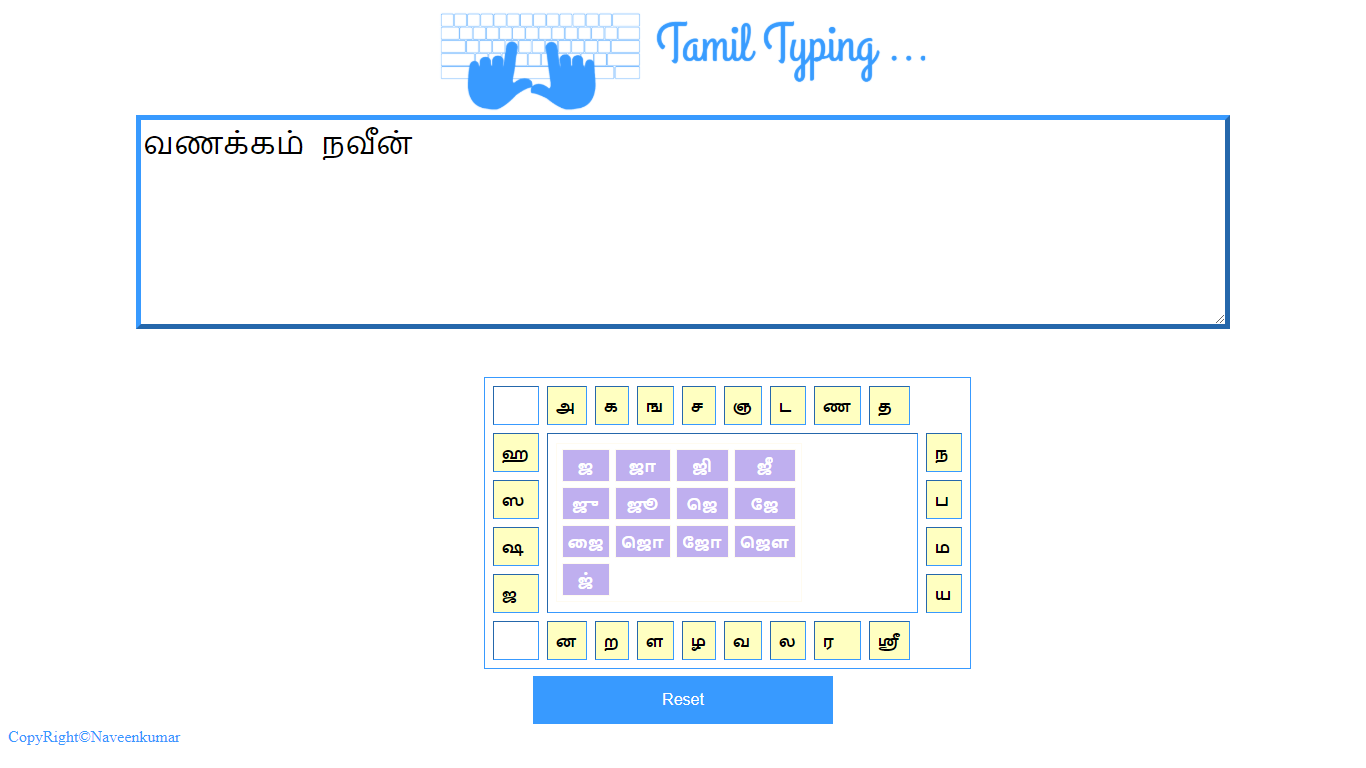 Tamil Typing ...
வணக்கம் நவீன்
அ க ங ச ஞ ட ண த
ஹ ஜ ஜா ஜி ஜீ ந
ஸ ஜு ஜூ ஜெ ஜே ப
ஷ ஜை ஜொ ஜோ ஜௌ ம
ஜ ஜ் ய
ன ற ள ழ வ ல ர ஸ்ரீ
Reset
CopyRight©Naveenkumar